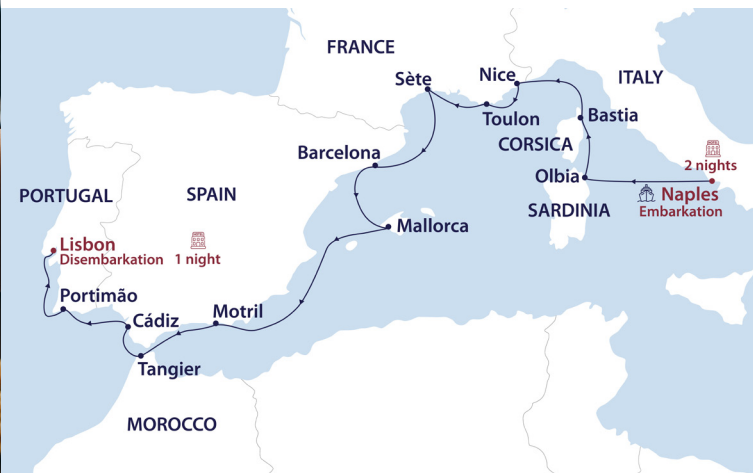 FRANCE
Sète
Nice
ITALY
Toulon
Bastia
CORSICA
Barcelona
Olbia
2 nights
Naples
Embarkation
PORTUGAL
SPAIN
SARDINIA
Mallorca
Lisbon
Disembarkation
1 night
Portimão
Cádiz
Motril
Tangier
MOROCCO